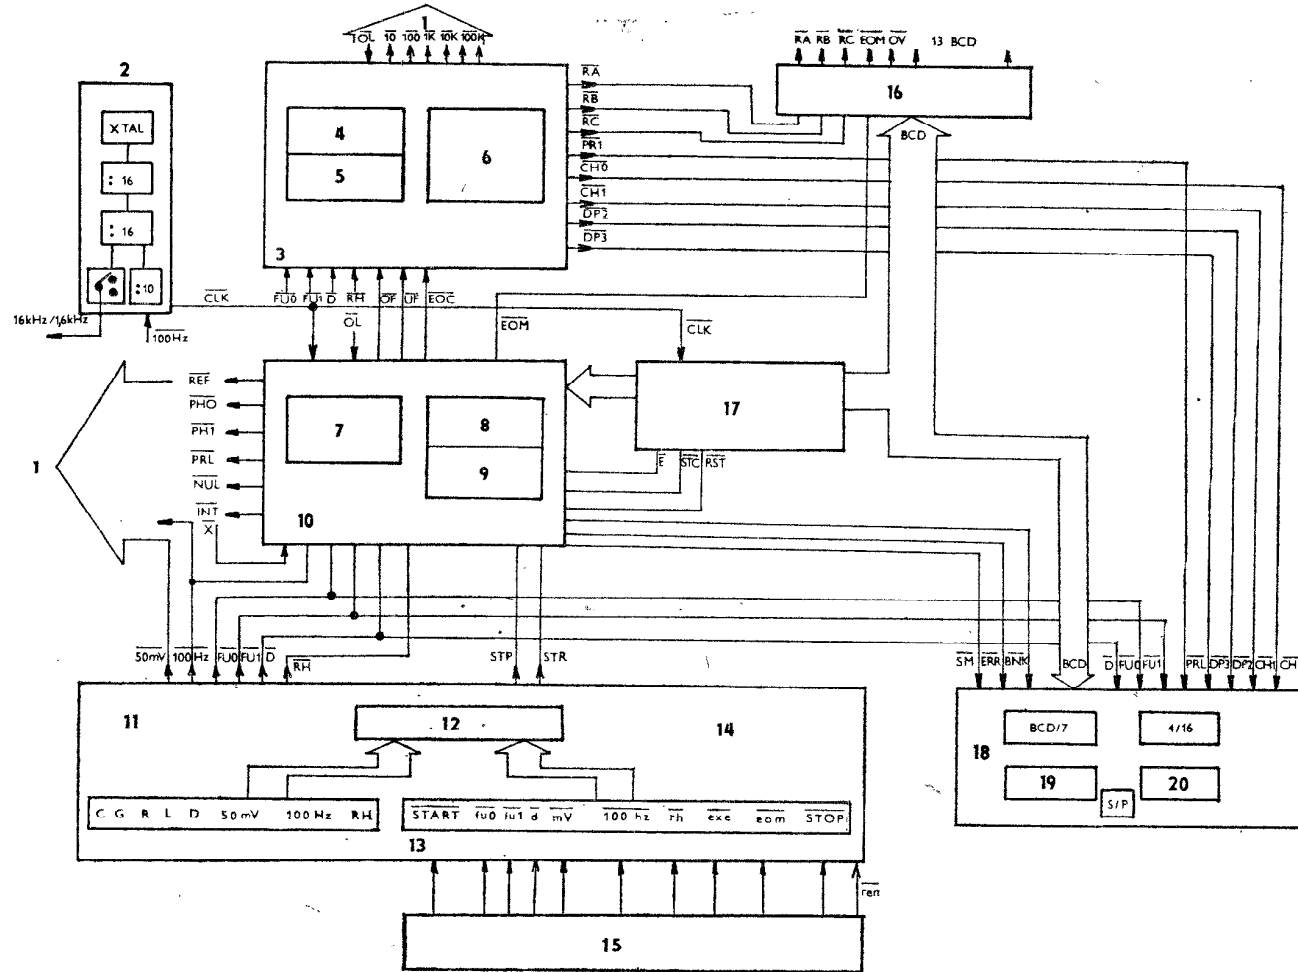 1
OL 10 100 1K 10K 100K
RA RB RC EOM OV 13 BCD
2
XTAL
: 16
: 16
:10
16kHz/1,6kHz
100Hz
CLK
4
5
6
3
RA
RB
RC
PR1
CH0
CH1
DP2
DP3
16
BCD
FU0 FU1 D RH OF UF EOC
OL
EOM
CLK
1
REF
PHO
PH1
PRL
NUL
INT
X
7
8
9
10
17
E STC RST
50mV 100Hz FU0 FU1 D
RH
STP STR
SM ERR BNK BCD D FU0 FU1 PRL DP3 DP2 CH1 CH
11
12
14
C G R L D 50mV 100Hz RH
START fu0 fu1 d mV 100 hz rh exe eom STOP
13
rem
15
18
BCD/7
4/16
19
20
S/P